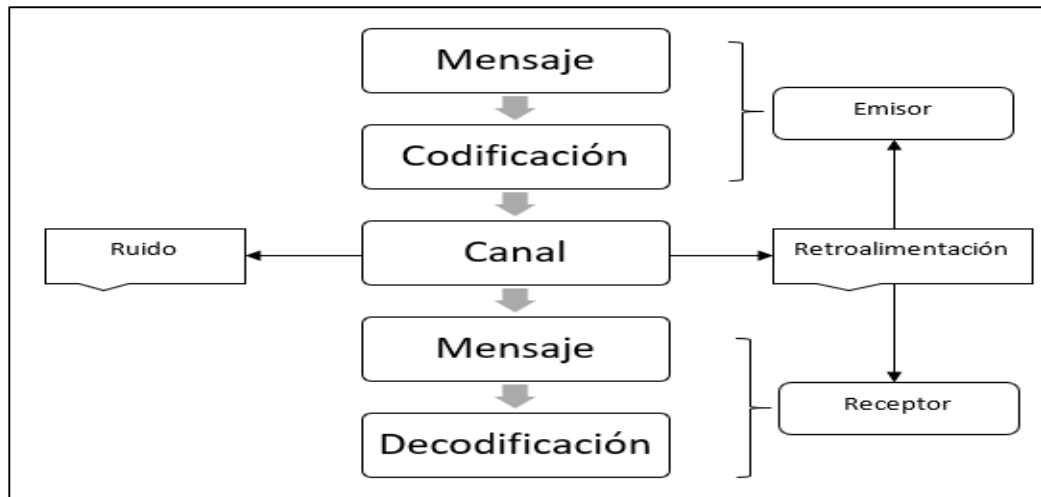 Mensaje
Emisor
Codificación
Ruido
Canal
Retroalimentación
Mensaje
Receptor
Decodificación